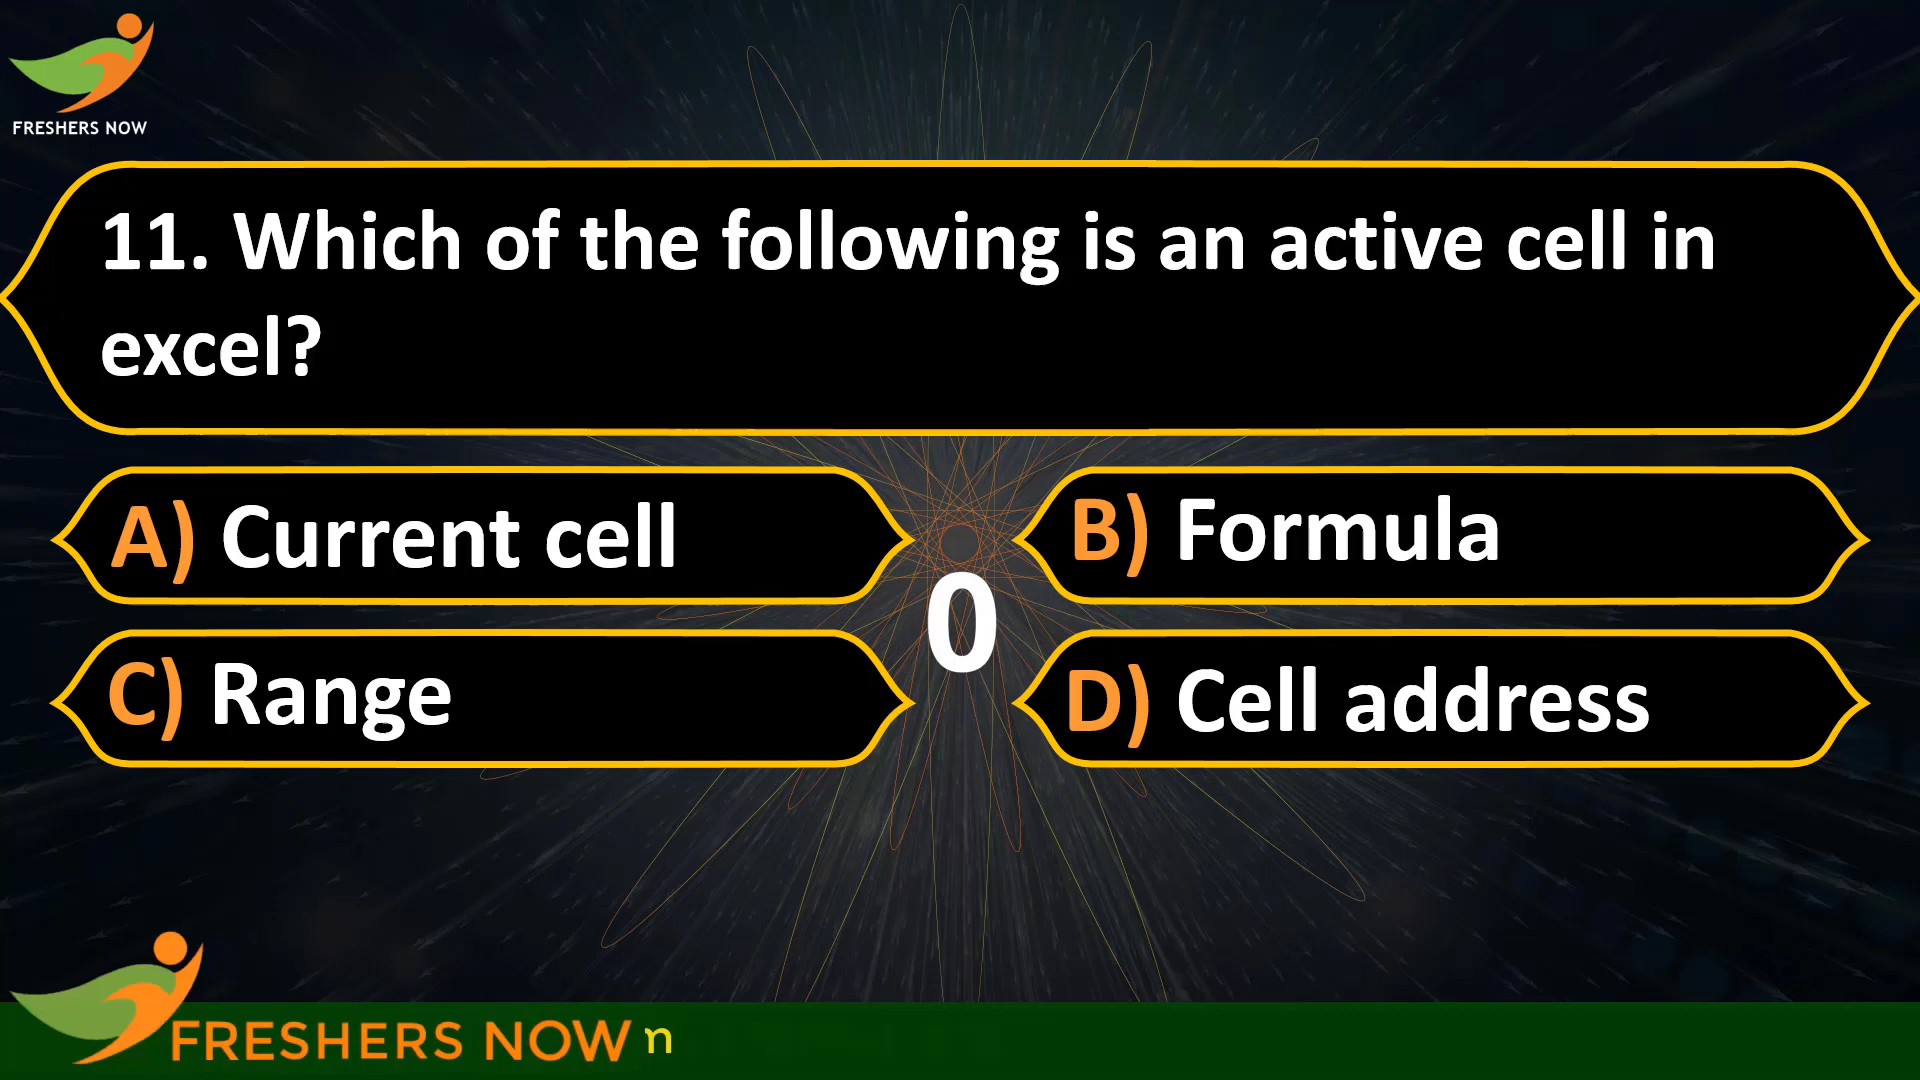 FRESHERS NOW
11. Which of the following is an active cell in
excel?
A) Current cell
B) Formula
0
C) Range
D) Cell address
FRESHERS NOW n